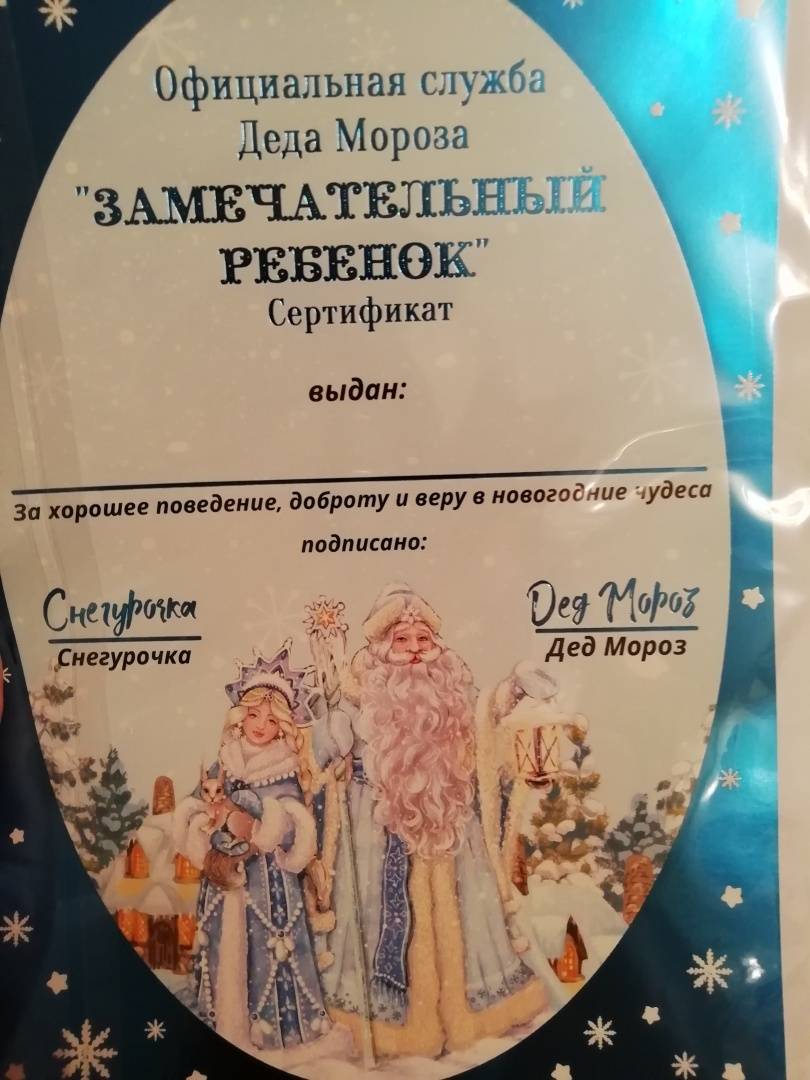 Официальная служба
Деда Мороза
"ЗАМЕЧАТЕЛЬНЫЙ
РЕБЕНОК"
Сертификат
выдан:
За хорошее поведение, доброту и веру в новогодние чудеса
подписано:
Снегурочка Дед Мороз
Снегурочка Дед Мороз